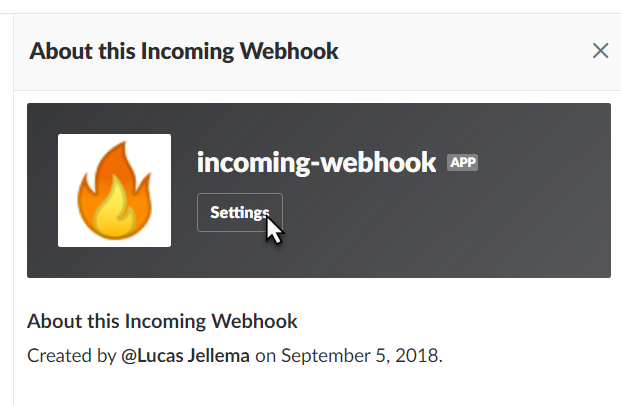 About this Incoming Webhook
incoming-webhook APP
Settings
About this Incoming Webhook
Created by @Lucas Jellema on September 5, 2018.